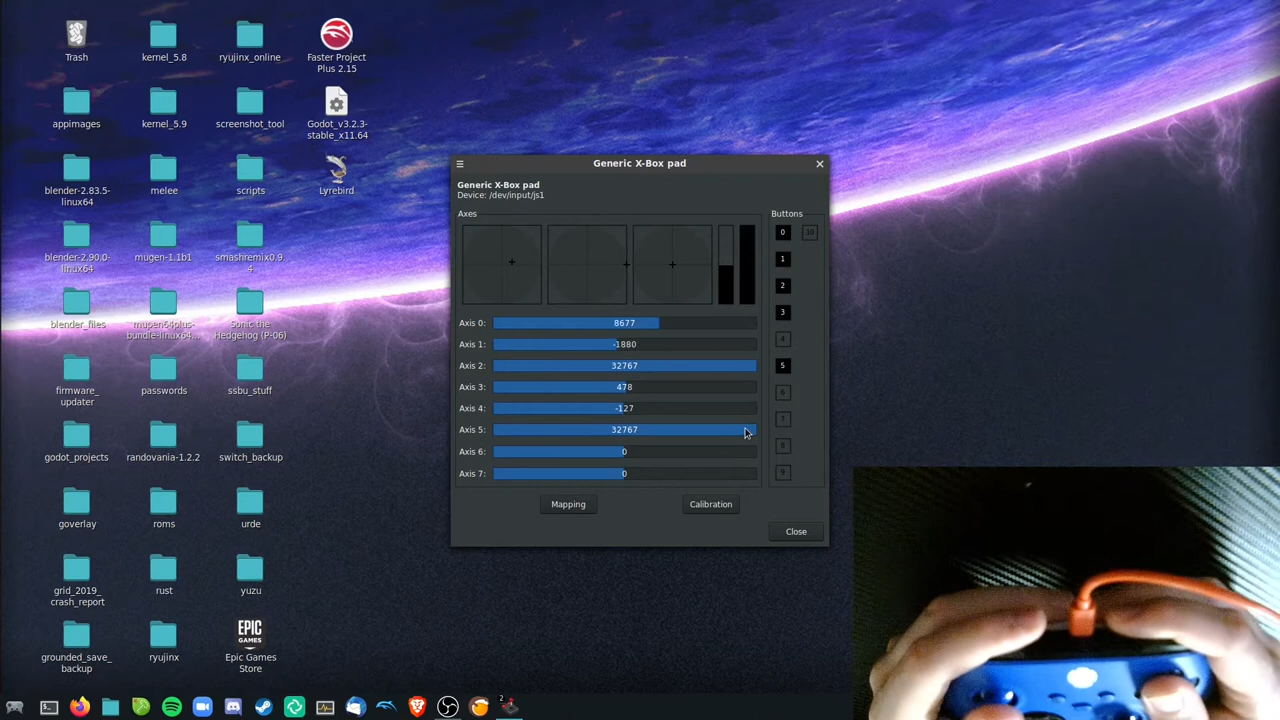 Trash
kernel_5.8
ryujinx_online
Faster Project
Plus 2.15
appimages
kernel_5.9
screenshot_tool
Godot_v3.2.3-
stable_x11.64
blender-2.83.5-
linux64
melee
scripts
Lyrebird
blender-2.90.0-
linux64
mugen-1.1b1
smashremix0.9.
4
blender_files
mupen64plus-
bundle-linux64...
Sonic the
Hedgehog (P-06)
firmware_
updater
passwords
ssbu_stuff
godot_projects
randovania-1.2.2
switch_backup
goverlay
roms
urde
grid_2019_
crash_report
rust
yuzu
grounded_save_
backup
ryujinx
EPIC
GAMES
Epic Games
Store
Generic X-Box pad
Generic X-Box pad
Device: /dev/input/js1
Axes
Buttons
0
10
1
2
3
4
5
6
7
8
9
Axis 0: 8677
Axis 1: -1880
Axis 2: 32767
Axis 3: 478
Axis 4: -127
Axis 5: 32767
Axis 6: 0
Axis 7: 0
Mapping
Calibration
Close
2